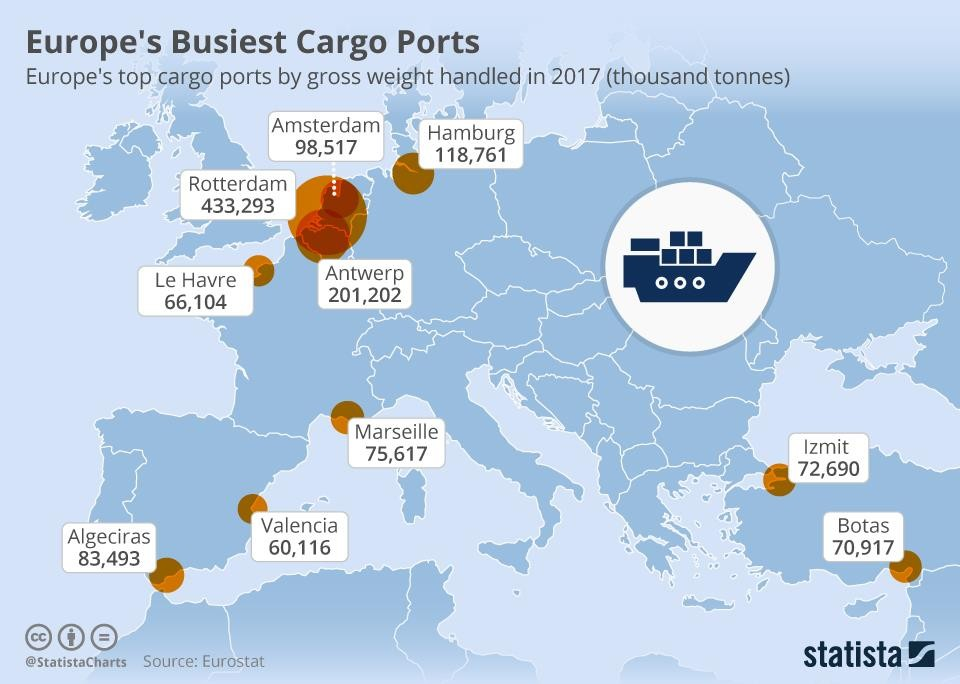 Europe's Busiest Cargo Ports
Europe's top cargo ports by gross weight handled in 2017 (thousand tonnes)
Amsterdam
98,517
Hamburg
118,761
Rotterdam
433,293
Le Havre
66,104
Antwerp
201,202
Marseille
75,617
Izmit
72,690
Valencia
60,116
Botas
70,917
Algeciras
83,493
cc
@StatistaCharts Source: Eurostat
statista